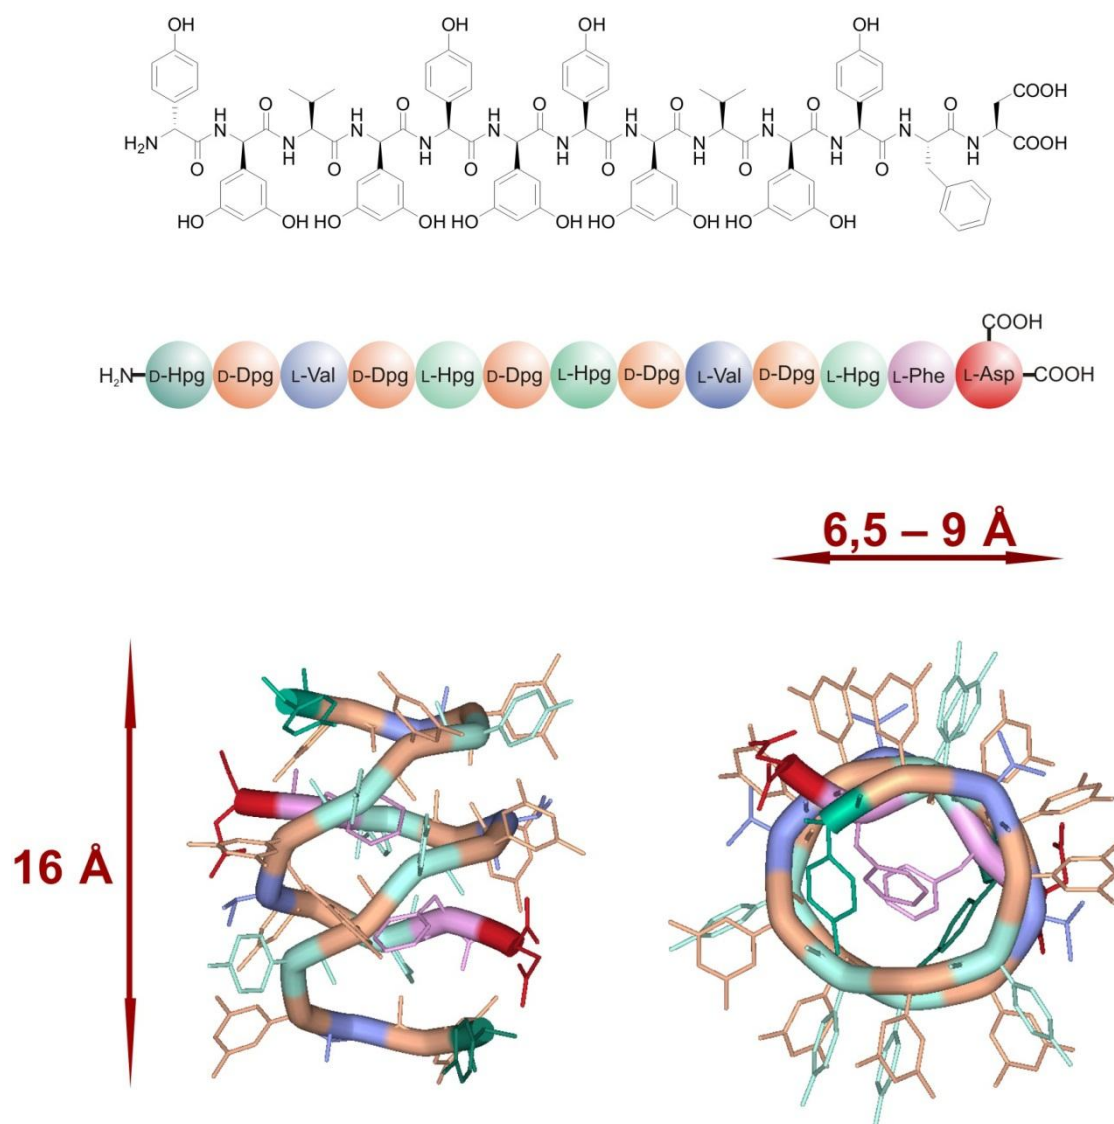 OH OH OH OH
COOH
H O H O H O H O H O H O
N N N N N N
H₂N N N N N N N COOH
O H O H O H O H O H O H
HO OH HO OH HO OH HO OH HO OH
COOH
H₂N D-Hpg D-Dpg L-Val D-Dpg L-Hpg D-Dpg L-Hpg D-Dpg L-Val D-Dpg L-Hpg L-Phe L-Asp COOH
6,5 – 9 Å
16 Å